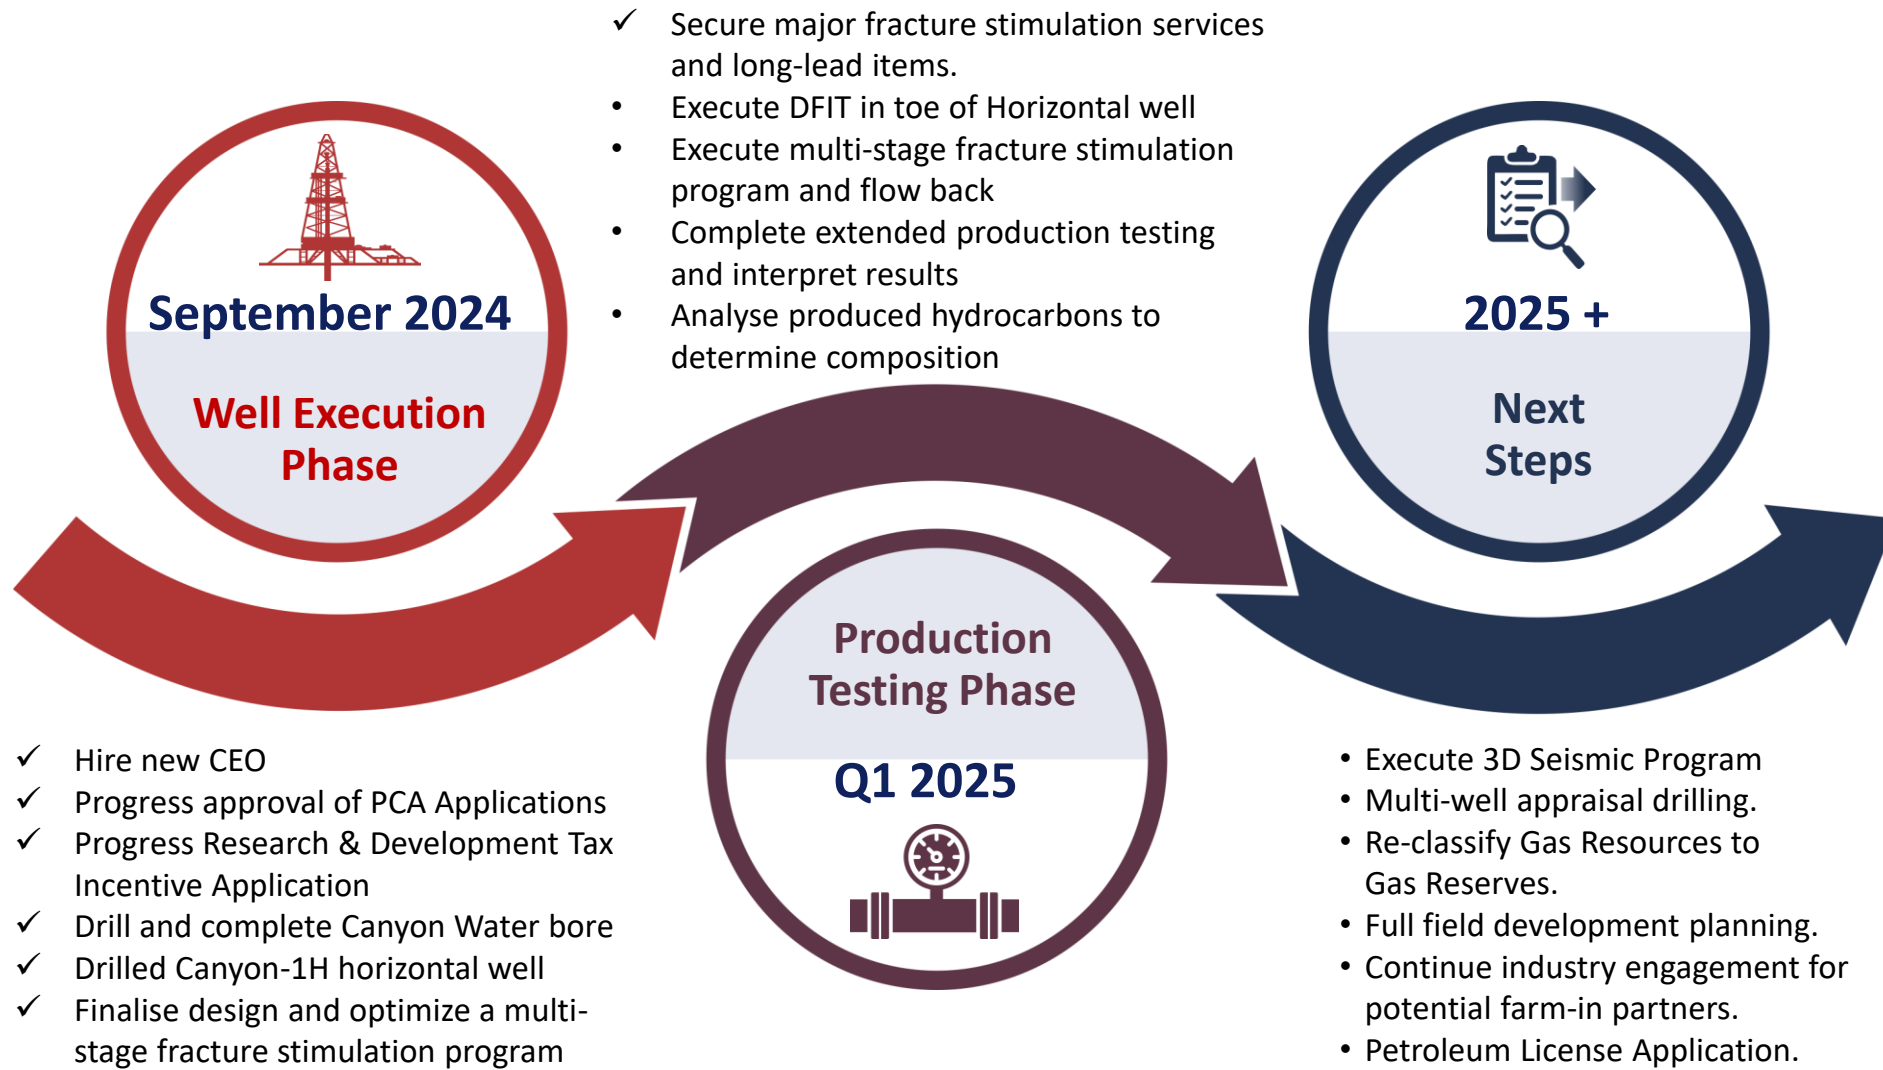 September 2024
Well Execution
Phase
✓ Hire new CEO
✓ Progress approval of PCA Applications
✓ Progress Research & Development Tax
Incentive Application
✓ Drill and complete Canyon Water bore
✓ Drilled Canyon-1H horizontal well
✓ Finalise design and optimize a multi-
stage fracture stimulation program
✓ Secure major fracture stimulation services
and long-lead items.
• Execute DFIT in toe of Horizontal well
• Execute multi-stage fracture stimulation
program and flow back
• Complete extended production testing
and interpret results
• Analyse produced hydrocarbons to
determine composition
Production
Testing Phase
Q1 2025
2025 +
Next
Steps
• Execute 3D Seismic Program
• Multi-well appraisal drilling.
• Re-classify Gas Resources to
Gas Reserves.
• Full field development planning.
• Continue industry engagement for
potential farm-in partners.
• Petroleum License Application.